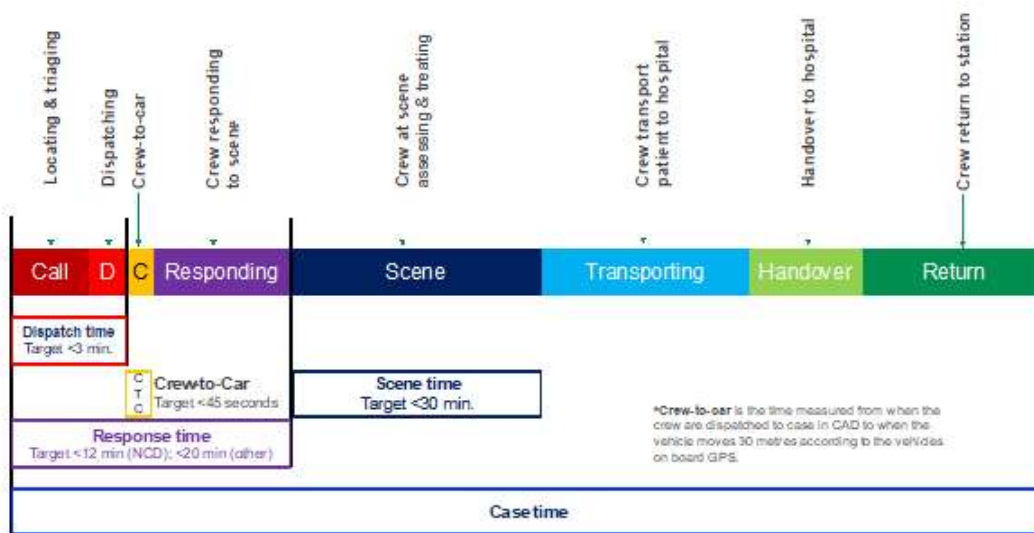 Locating & triaging
Dispatching
Crew-to-car
Crew responding
to scene
Crew at scene
assessing & treating
Crew transport
patient to hospital
Handover to hospital
Crew return to station
Call
D
C
Responding
Scene
Transporting
Handover
Return
Dispatch time
Target <3 min.
C
T
C
Crew-to-Car
Target <45 seconds
Scene time
Target <30 min.
*Crew-to-car is the time measured from when the
crew are dispatched to case in CAD to when the
vehicle moves 30 metres according to the vehicles
on board GPS.
Response time
Target <12 min (NCD); <20 min (other)
Case time